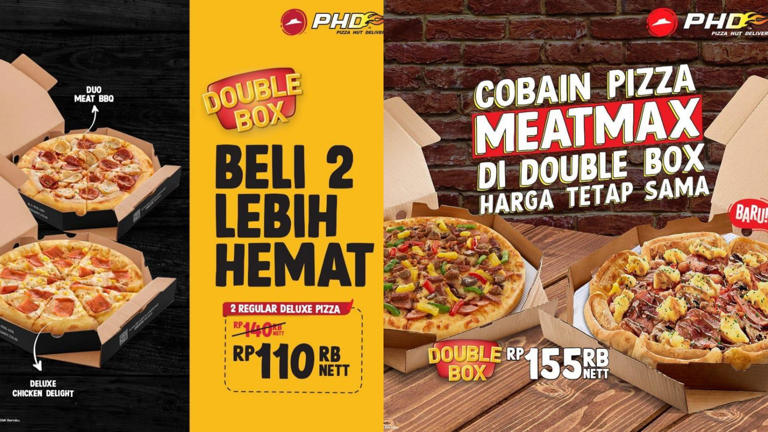 DUO
MEAT BBQ
DELUXE
CHICKEN DELIGHT
PHD
PIZZA HUT DELIVER
DOUBLE
BOX
BELI 2
LEBIH
HEMAT
2 REGULAR DELUXE PIZZA
RP 140 RB
NETT
RP 110 RB
NETT
PHD
PIZZA HUT DELIVER
COBAIN PIZZA
MEATMAX
DI DOUBLE BOX
HARGA TETAP SAMA
BARU!
DOUBLE
BOX
RP 155 RB
NETT